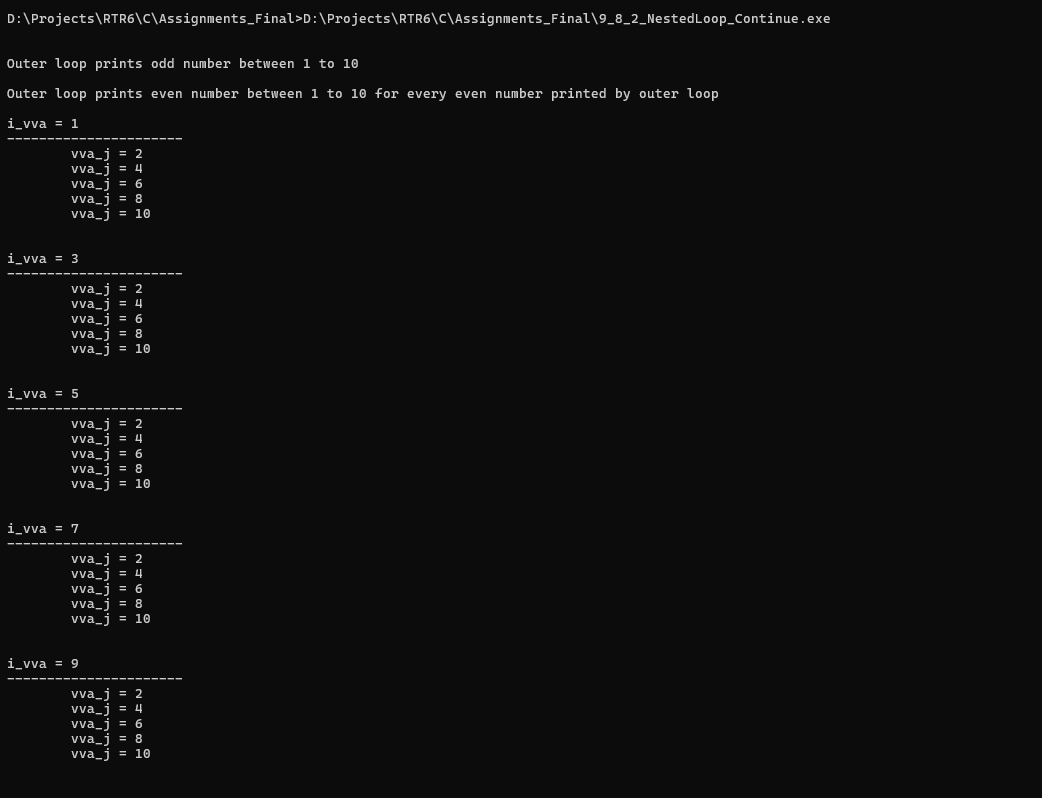 D:\Projects\RTR6\C\Assignments_Final>D:\Projects\RTR6\C\Assignments_Final\9_8_2_NestedLoop_Continue.exe
Outer loop prints odd number between 1 to 10
Outer loop prints even number between 1 to 10 for every even number printed by outer loop
i_vva = 1
----------------------
vva_j = 2
vva_j = 4
vva_j = 6
vva_j = 8
vva_j = 10
i_vva = 3
----------------------
vva_j = 2
vva_j = 4
vva_j = 6
vva_j = 8
vva_j = 10
i_vva = 5
----------------------
vva_j = 2
vva_j = 4
vva_j = 6
vva_j = 8
vva_j = 10
i_vva = 7
----------------------
vva_j = 2
vva_j = 4
vva_j = 6
vva_j = 8
vva_j = 10
i_vva = 9
----------------------
vva_j = 2
vva_j = 4
vva_j = 6
vva_j = 8
vva_j = 10